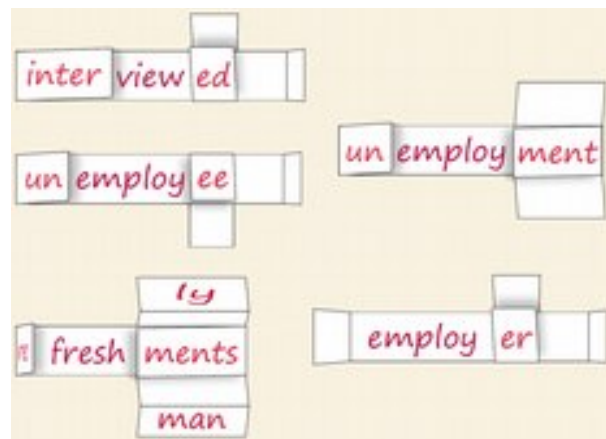 inter view ed
un employ ment
un employ ee
ly
fresh ments
man
employ er